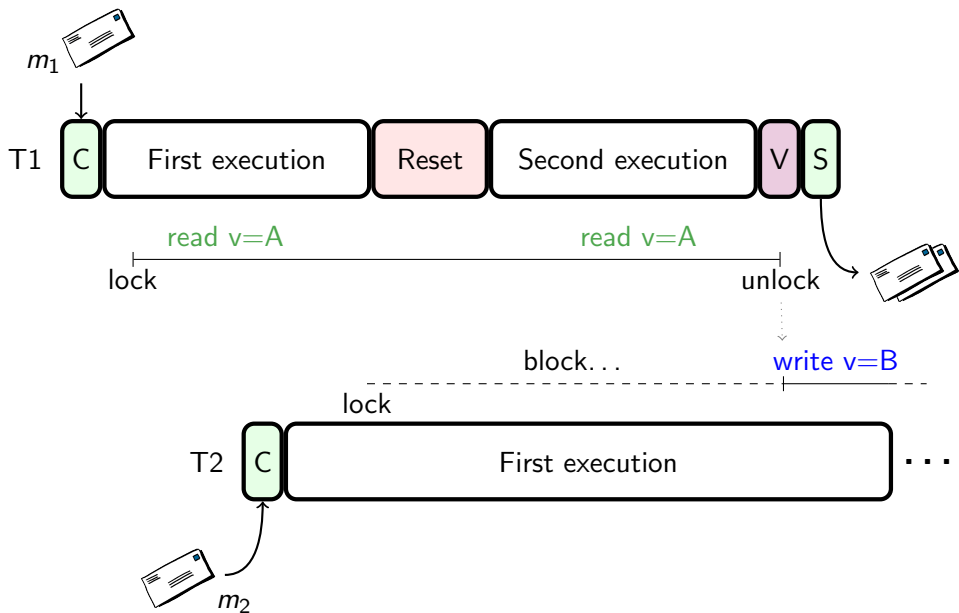 m₁
T1 C First execution Reset Second execution V S
read v=A read v=A
lock unlock
block... write v=B
lock
T2 C First execution ...
m₂